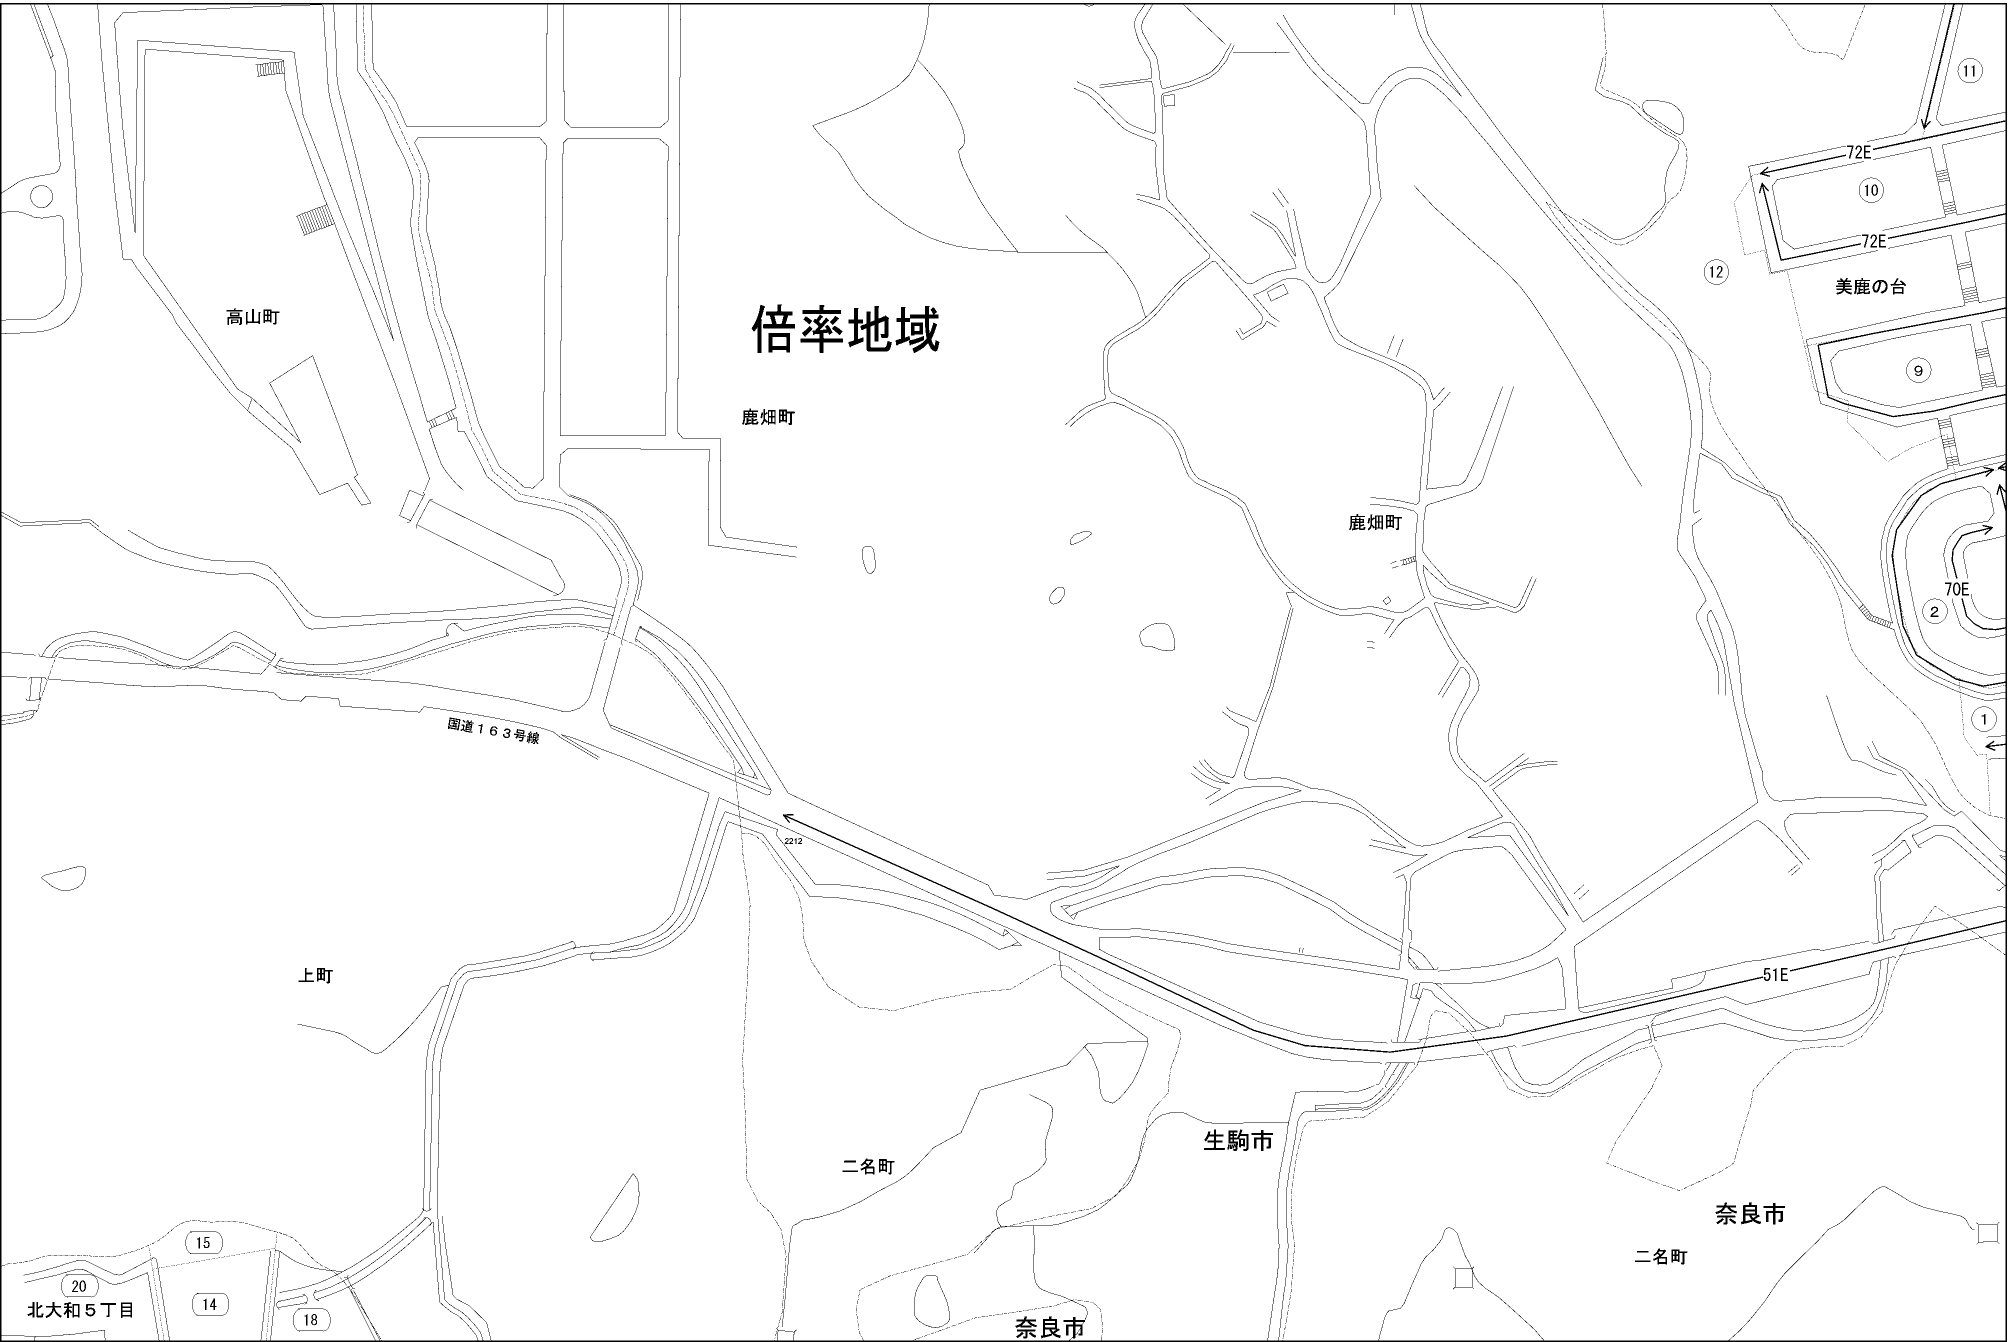 11
72E
10
72E
12
美鹿の台
高山町
倍率地域
9
鹿畑町
鹿畑町
70E
2
1
国道１６３号線
2212
上町
51E
生駒市
二名町
奈良市
15
二名町
20
14
北大和５丁目
18
奈良市